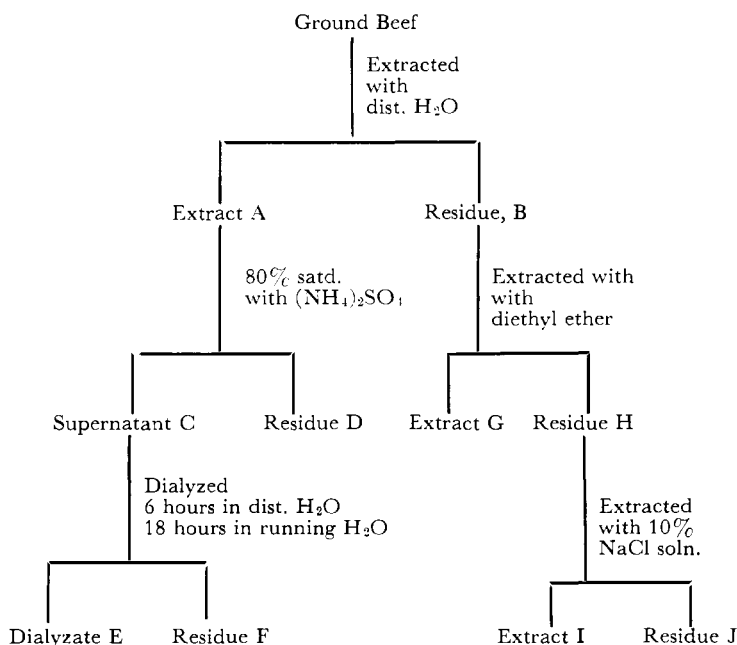 Ground Beef
Extracted
with
dist. H₂O
Extract A
Residue, B
80% satd.
with (NH₄)₂SO₄
Extracted with
with
diethyl ether
Supernatant C
Residue D
Extract G
Residue H
Dialyzed
6 hours in dist. H₂O
18 hours in running H₂O
Extracted
with 10%
NaCl soln.
Dialyzate E
Residue F
Extract I
Residue J